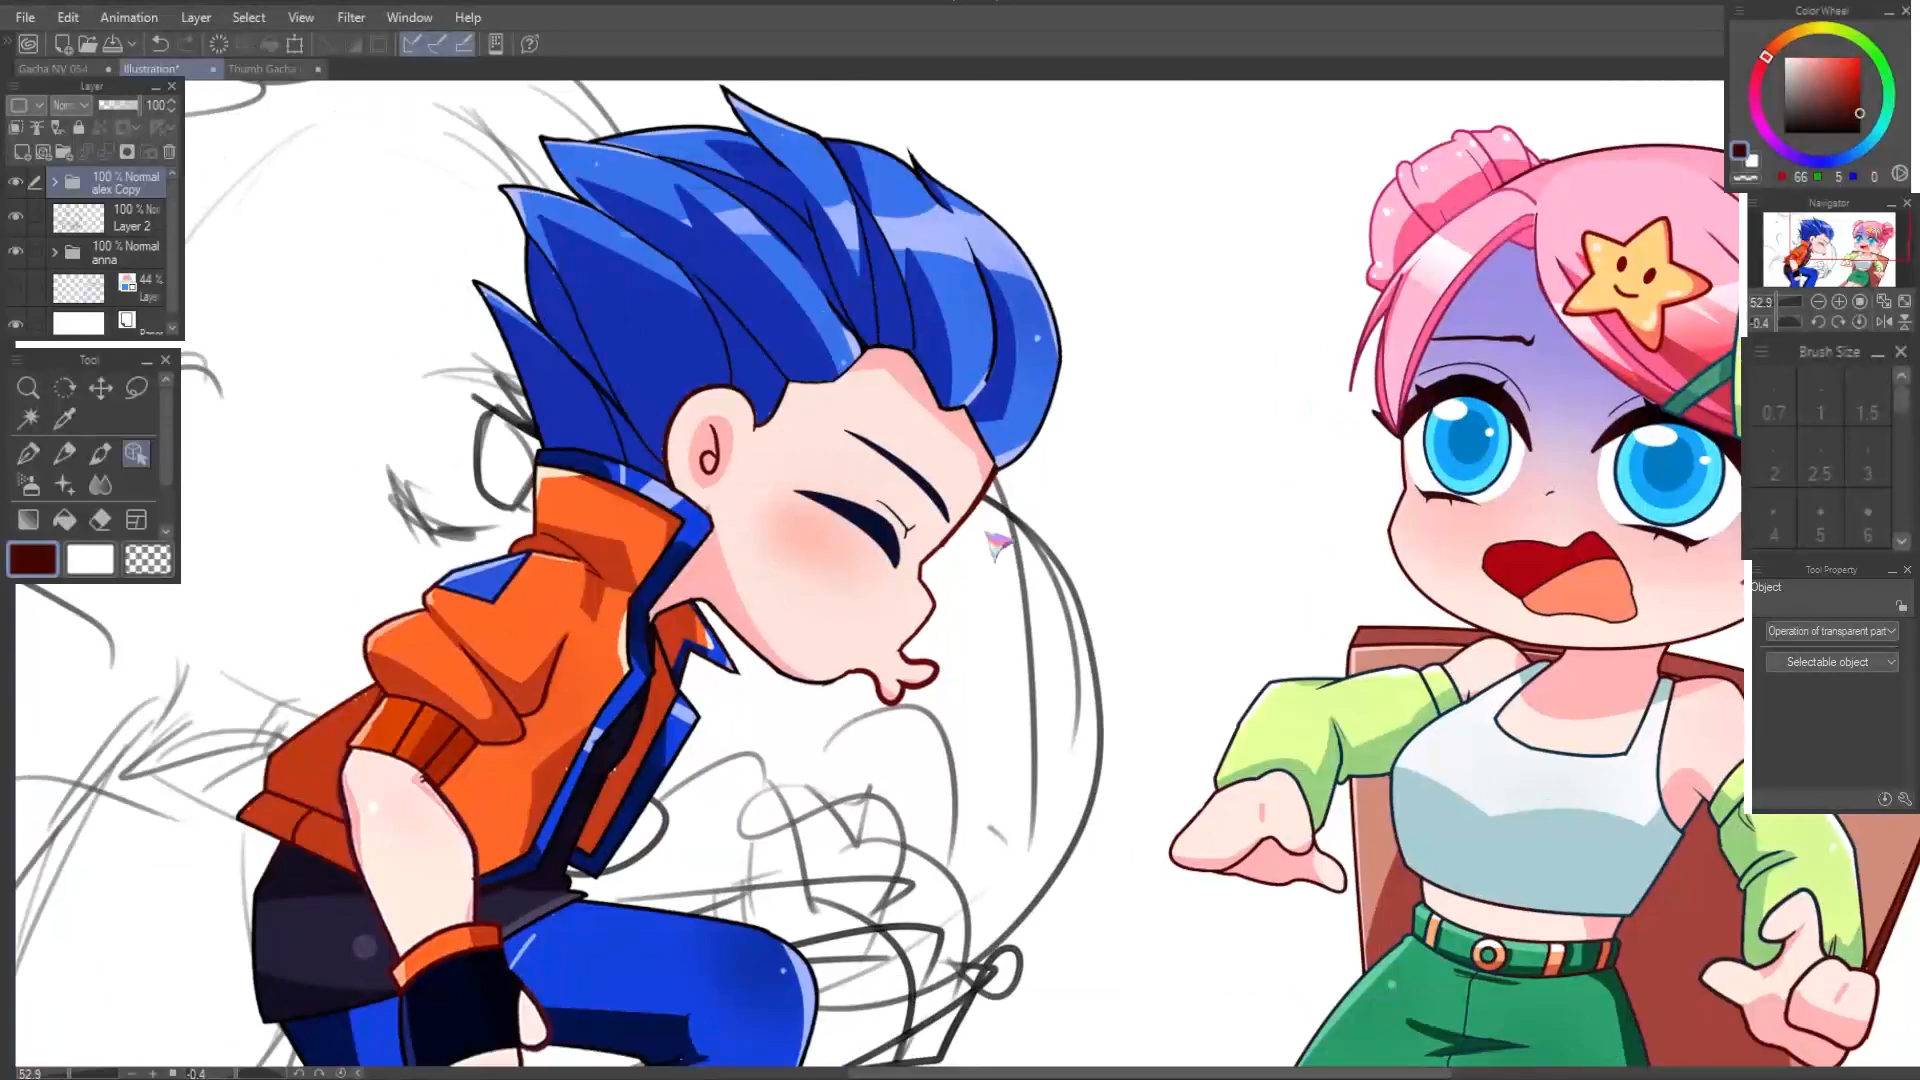 File Edit Animation Layer Select View Filter Window Help
Color Wheel
Gacha NV 054 Illustration* Thumb Gacha
Layer
Norm 100
100 % Normal
alex Copy
100 % Nor
Layer 2
100 % Normal
anna
44 %
Laye
66 5 0
Navigator
52.9
-0.4
Tool
Brush Size
0.7 1 1.5
2 2.5 3
4 5 6
Tool Property
Object
Operation of transparent part
Selectable object
52.9 -0.4